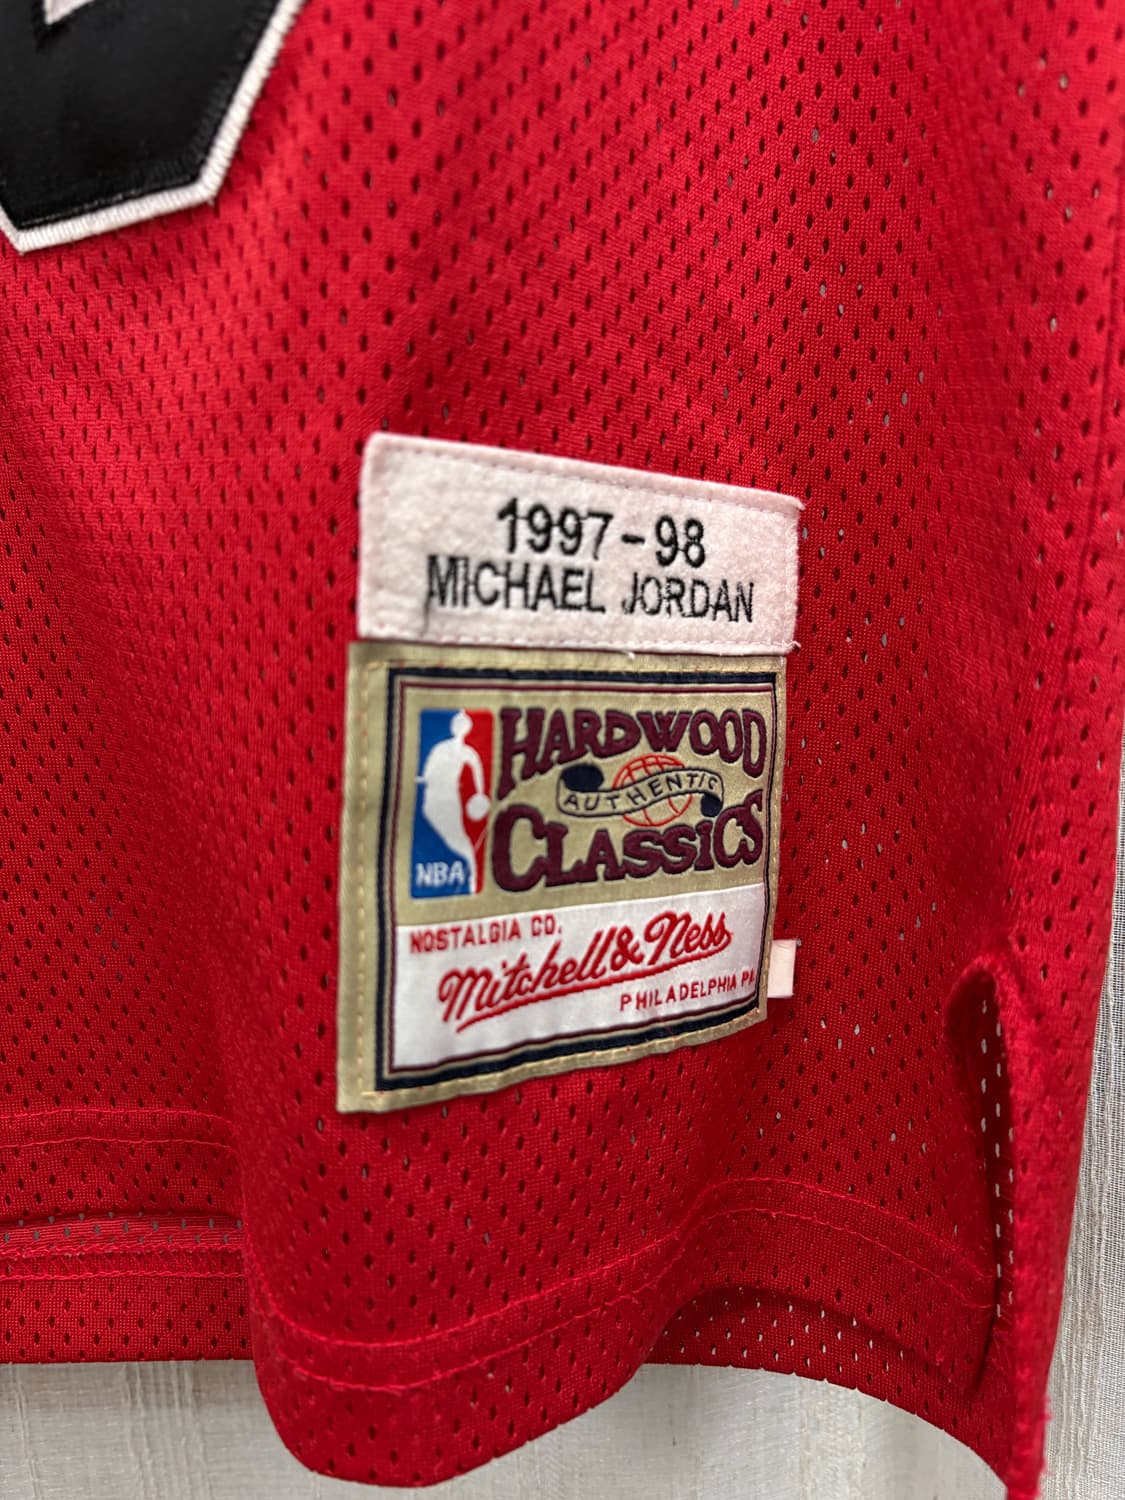 1997-98
MICHAEL JORDAN
HARDWOOD
AUTHENTIC
CLASSICS
NBA
NOSTALGIA CO.
Mitchell & Ness
PHILADELPHIA PA